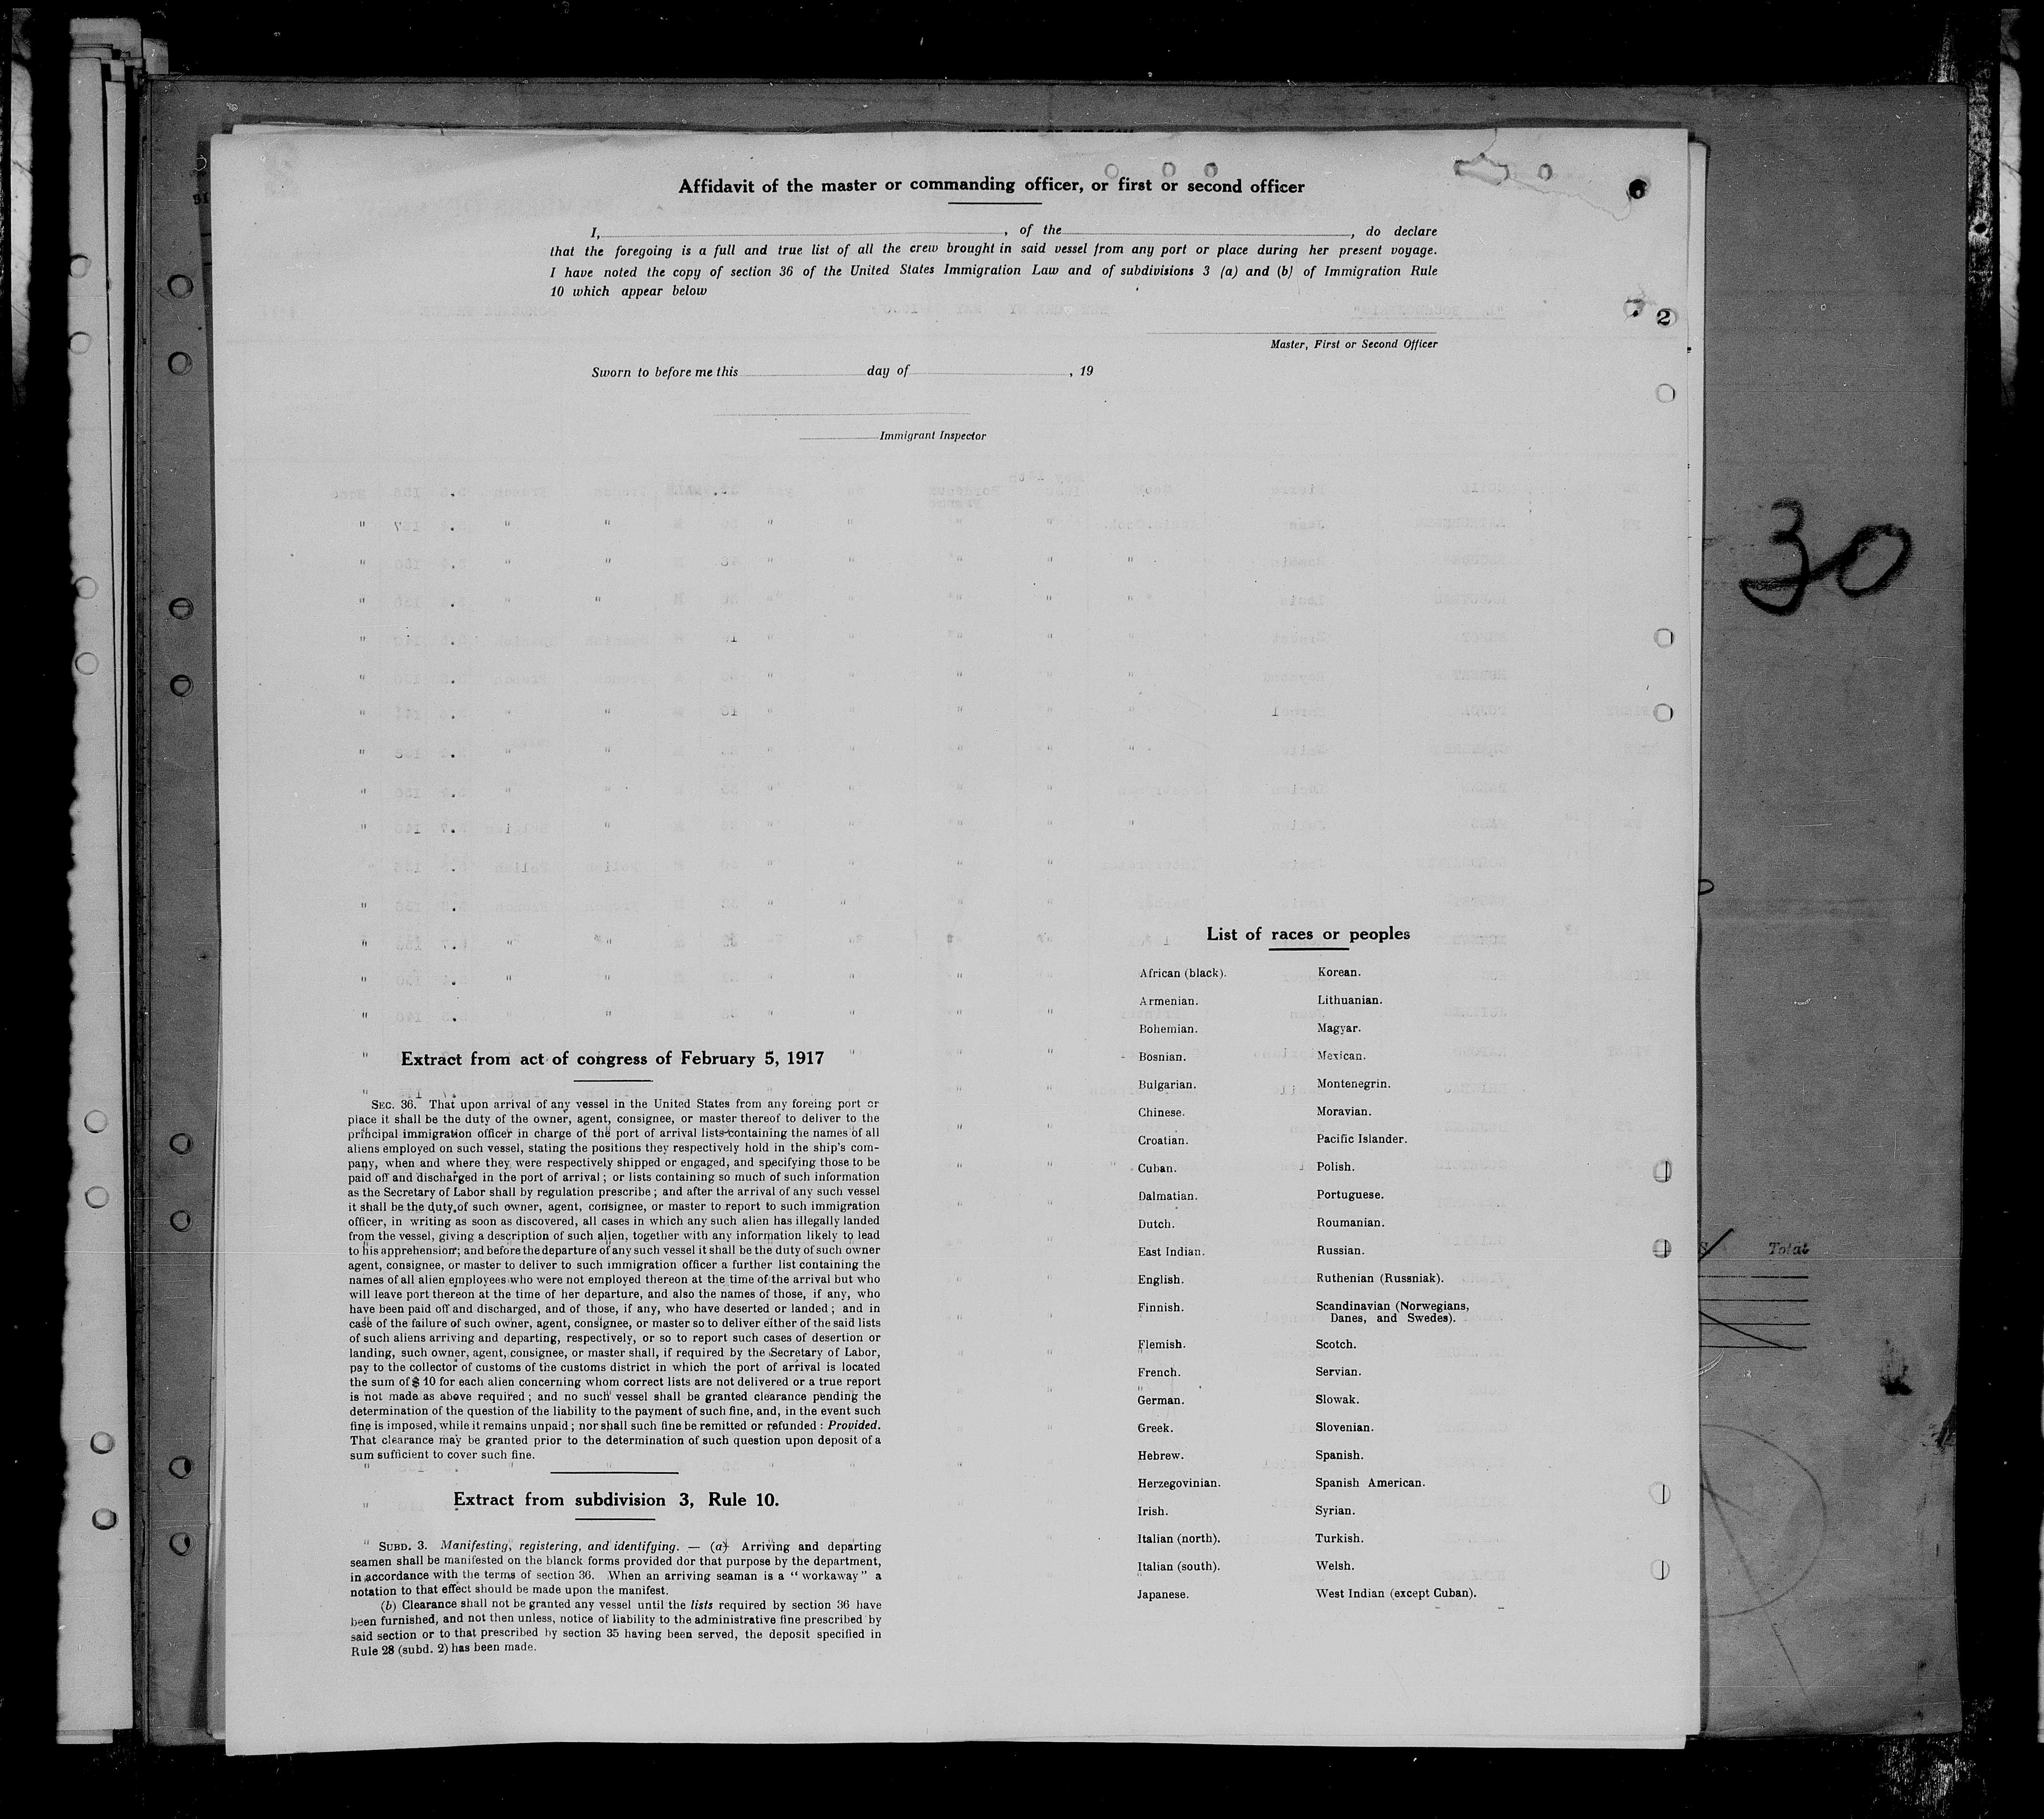 Affidavit of the master or commanding officer, or first or second officer
I, , of the , do declare
that the foregoing is a full and true list of all the crew brought in said vessel from any port or place during her present voyage.
I have noted the copy of section 36 of the United States Immigration Law and of subdivisions 3 (a) and (b) of Immigration Rule
10 which appear below
2
Master, First or Second Officer
Sworn to before me this day of , 19
Immigrant Inspector
30
List of races or peoples
African (black). Korean.
Armenian. Lithuanian.
Bohemian. Magyar.
Bosnian. Mexican.
Bulgarian. Montenegrin.
Chinese. Moravian.
Croatian. Pacific Islander.
Cuban. Polish.
Dalmatian. Portuguese.
Dutch. Roumanian.
East Indian. Russian.
English. Ruthenian (Russniak).
Finnish. Scandinavian (Norwegians,
Danes, and Swedes).
Flemish. Scotch.
French. Servian.
German. Slowak.
Greek. Slovenian.
Hebrew. Spanish.
Herzegovinian. Spanish American.
Irish. Syrian.
Italian (north). Turkish.
Italian (south). Welsh.
Japanese. West Indian (except Cuban).
Extract from act of congress of February 5, 1917
SEC. 36. That upon arrival of any vessel in the United States from any foreing port or
place it shall be the duty of the owner, agent, consignee, or master thereof to deliver to the
principal immigration officer in charge of the port of arrival lists containing the names of all
aliens employed on such vessel, stating the positions they respectively hold in the ship's com-
pany, when and where they were respectively shipped or engaged, and specifying those to be
paid off and discharged in the port of arrival ; or lists containing so much of such information
as the Secretary of Labor shall by regulation prescribe ; and after the arrival of any such vessel
it shall be the duty of such owner, agent, consignee, or master to report to such immigration
officer, in writing as soon as discovered, all cases in which any such alien has illegally landed
from the vessel, giving a description of such alien, together with any information likely to lead
to his apprehension ; and before the departure of any such vessel it shall be the duty of such owner
agent, consignee, or master to deliver to such immigration officer a further list containing the
names of all alien employees who were not employed thereon at the time of the arrival but who
will leave port thereon at the time of her departure, and also the names of those, if any, who
have been paid off and discharged, and of those, if any, who have deserted or landed ; and in
case of the failure of such owner, agent, consignee, or master so to deliver either of the said lists
of such aliens arriving and departing, respectively, or so to report such cases of desertion or
landing, such owner, agent, consignee, or master shall, if required by the Secretary of Labor,
pay to the collector of customs of the customs district in which the port of arrival is located
the sum of $ 10 for each alien concerning whom correct lists are not delivered or a true report
is not made as above required ; and no such vessel shall be granted clearance pending the
determination of the question of the liability to the payment of such fine, and, in the event such
fine is imposed, while it remains unpaid ; nor shall such fine be remitted or refunded : Provided.
That clearance may be granted prior to the determination of such question upon deposit of a
sum sufficient to cover such fine.
Extract from subdivision 3, Rule 10.
SUBD. 3. Manifesting, registering, and identifying. — (a) Arriving and departing
seamen shall be manifested on the blanck forms provided dor that purpose by the department,
in accordance with the terms of section 36. When an arriving seaman is a “ workaway ” a
notation to that effect should be made upon the manifest.
(b) Clearance shall not be granted any vessel until the lists required by section 36 have
been furnished, and not then unless, notice of liability to the administrative fine prescribed by
said section or to that prescribed by section 35 having been served, the deposit specified in
Rule 28 (subd. 2) has been made.
Total